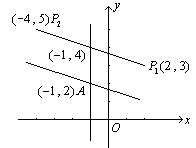 y
(-4,5)P₂
(-1,4)
P₁(2,3)
(-1,2)A
O
x